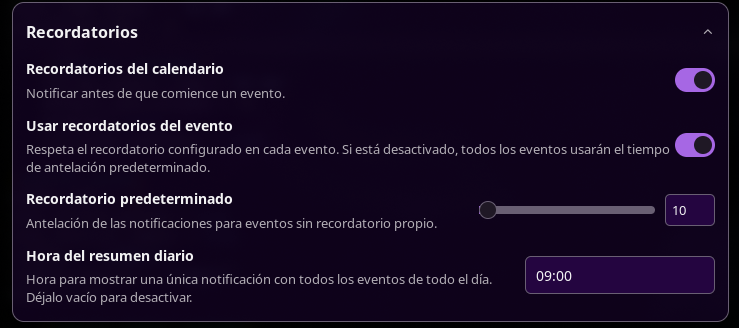 Recordatorios
Recordatorios del calendario
Notificar antes de que comience un evento.
Usar recordatorios del evento
Respeta el recordatorio configurado en cada evento. Si está desactivado, todos los eventos usarán el tiempo
de antelación predeterminado.
Recordatorio predeterminado
Antelación de las notificaciones para eventos sin recordatorio propio.
10
Hora del resumen diario
Hora para mostrar una única notificación con todos los eventos de todo el día.
Déjalo vacío para desactivar.
09:00